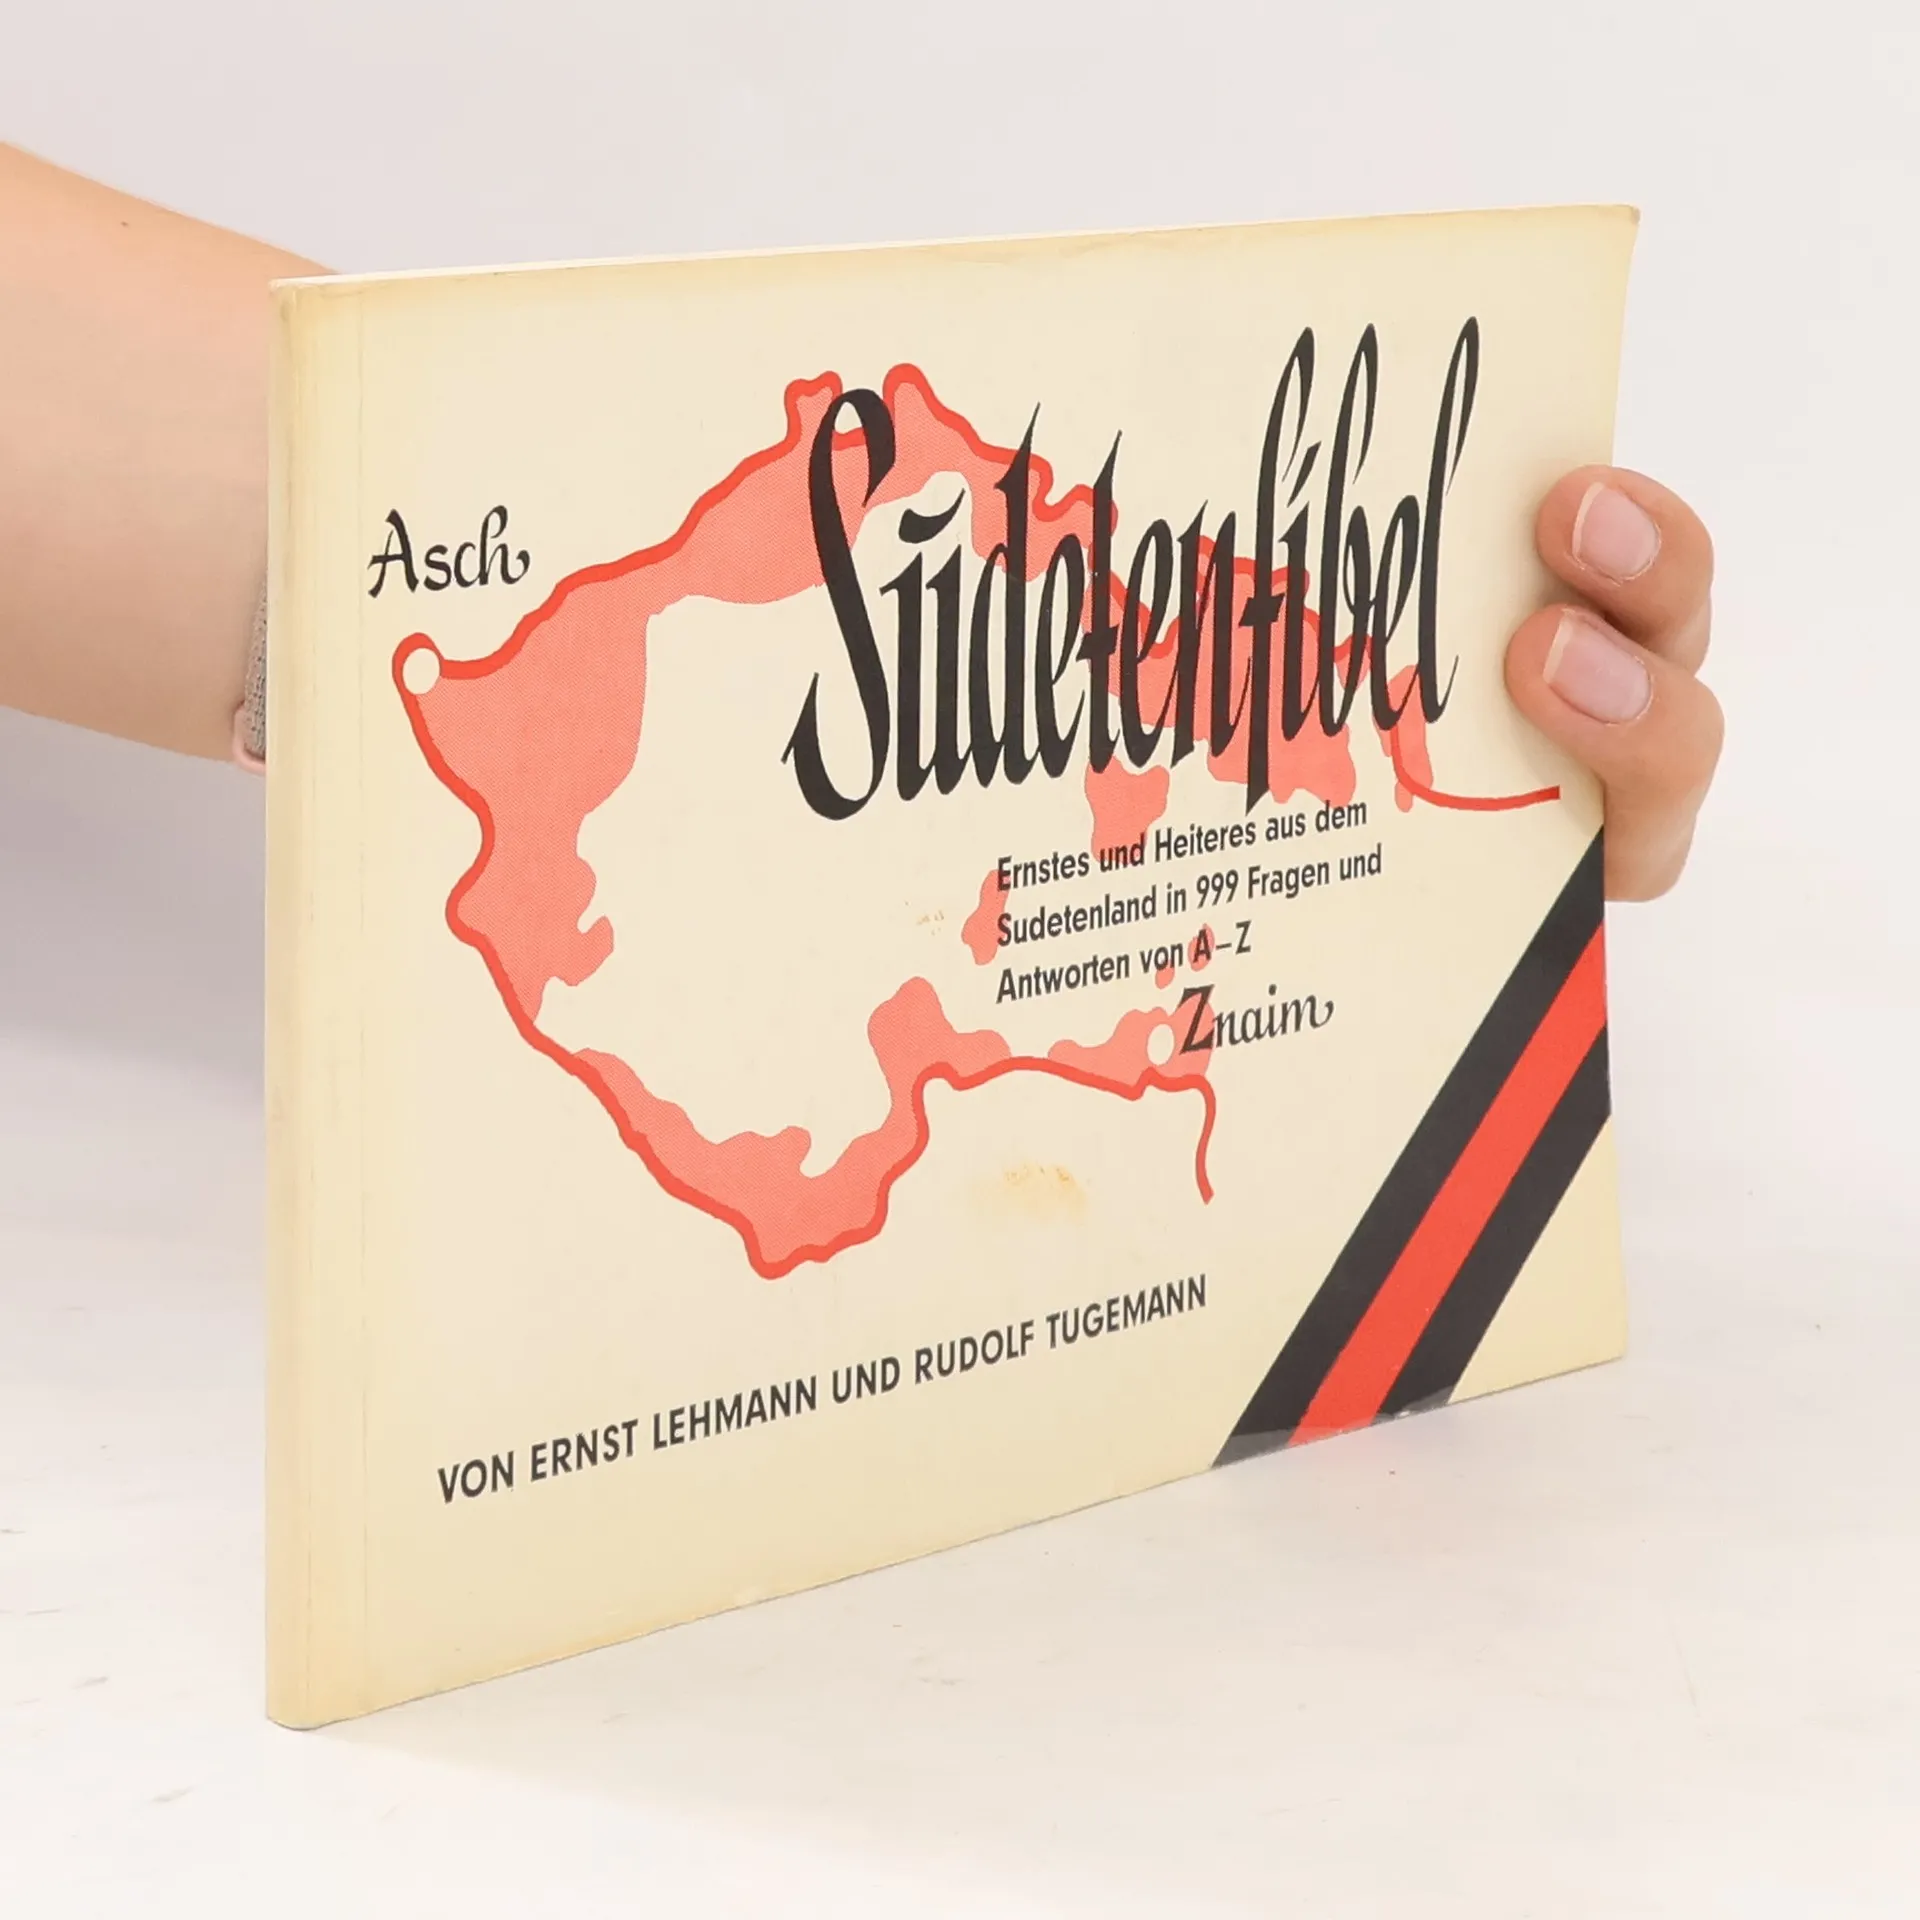 Asch
Sudetenfibel
Ernstes und Heiteres aus dem
Sudetenland in 999 Fragen und
Antworten von A–Z
Znaim
VON ERNST LEHMANN UND RUDOLF TUGEMANN